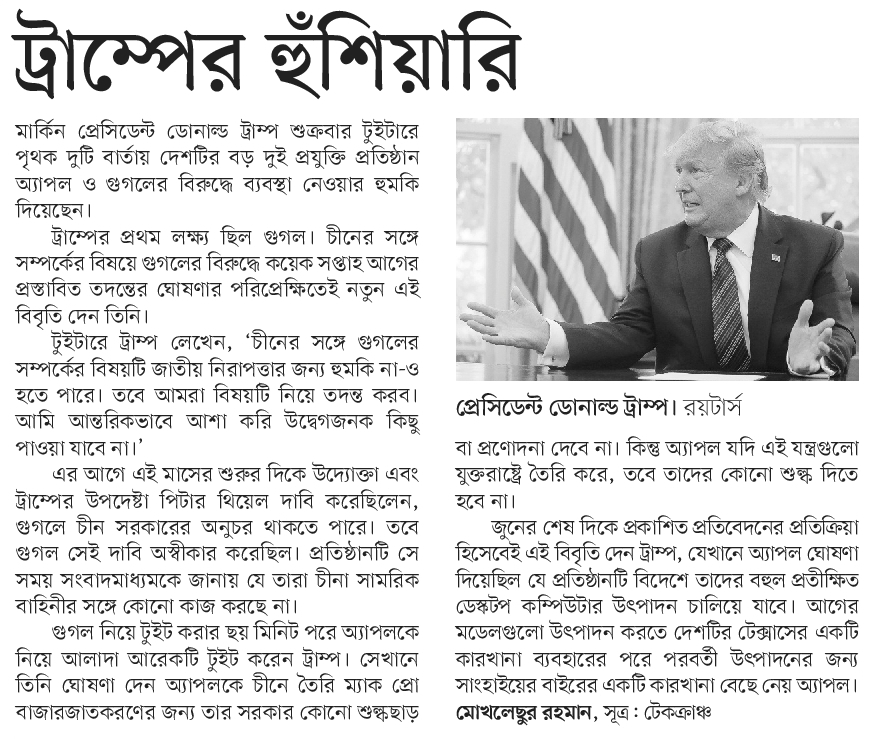 ট্রাম্পের হুঁশিয়ারি
মার্কিন প্রেসিডেন্ট ডোনাল্ড ট্রাম্প শুক্রবার টুইটারে
পৃথক দুটি বার্তায় দেশটির বড় দুই প্রযুক্তি প্রতিষ্ঠান
অ্যাপল ও গুগলের বিরুদ্ধে ব্যবস্থা নেওয়ার হুমকি
দিয়েছেন।
ট্রাম্পের প্রথম লক্ষ্য ছিল গুগল। চীনের সঙ্গে
সম্পর্কের বিষয়ে গুগলের বিরুদ্ধে কয়েক সপ্তাহ আগের
প্রস্তাবিত তদন্তের ঘোষণার পরিপ্রেক্ষিতেই নতুন এই
বিবৃতি দেন তিনি।
টুইটারে ট্রাম্প লেখেন, ‘চীনের সঙ্গে গুগলের
সম্পর্কের বিষয়টি জাতীয় নিরাপত্তার জন্য হুমকি না-ও
হতে পারে। তবে আমরা বিষয়টি নিয়ে তদন্ত করব।
আমি আন্তরিকভাবে আশা করি উদ্বেগজনক কিছু
পাওয়া যাবে না।’
এর আগে এই মাসের শুরুর দিকে উদ্যোক্তা এবং
ট্রাম্পের উপদেষ্টা পিটার থিয়েল দাবি করেছিলেন,
গুগলে চীন সরকারের অনুচর থাকতে পারে। তবে
গুগল সেই দাবি অস্বীকার করেছিল। প্রতিষ্ঠানটি সে
সময় সংবাদমাধ্যমকে জানায় যে তারা চীনা সামরিক
বাহিনীর সঙ্গে কোনো কাজ করছে না।
গুগল নিয়ে টুইট করার ছয় মিনিট পরে অ্যাপলকে
নিয়ে আলাদা আরেকটি টুইট করেন ট্রাম্প। সেখানে
তিনি ঘোষণা দেন অ্যাপলকে চীনে তৈরি ম্যাক প্রো
বাজারজাতকরণের জন্য তার সরকার কোনো শুল্কছাড়
প্রেসিডেন্ট ডোনাল্ড ট্রাম্প। রয়টার্স
বা প্রণোদনা দেবে না। কিন্তু অ্যাপল যদি এই যন্ত্রগুলো
যুক্তরাষ্ট্রে তৈরি করে, তবে তাদের কোনো শুল্ক দিতে
হবে না।
জুনের শেষ দিকে প্রকাশিত প্রতিবেদনের প্রতিক্রিয়া
হিসেবেই এই বিবৃতি দেন ট্রাম্প, যেখানে অ্যাপল ঘোষণা
দিয়েছিল যে প্রতিষ্ঠানটি বিদেশে তাদের বহুল প্রতীক্ষিত
ডেস্কটপ কম্পিউটার উৎপাদন চালিয়ে যাবে। আগের
মডেলগুলো উৎপাদন করতে দেশটির টেক্সাসের একটি
কারখানা ব্যবহারের পরে পরবর্তী উৎপাদনের জন্য
সাংহাইয়ের বাইরের একটি কারখানা বেছে নেয় অ্যাপল।
মোখলেছুর রহমান, সূত্র : টেকক্রাঞ্চ